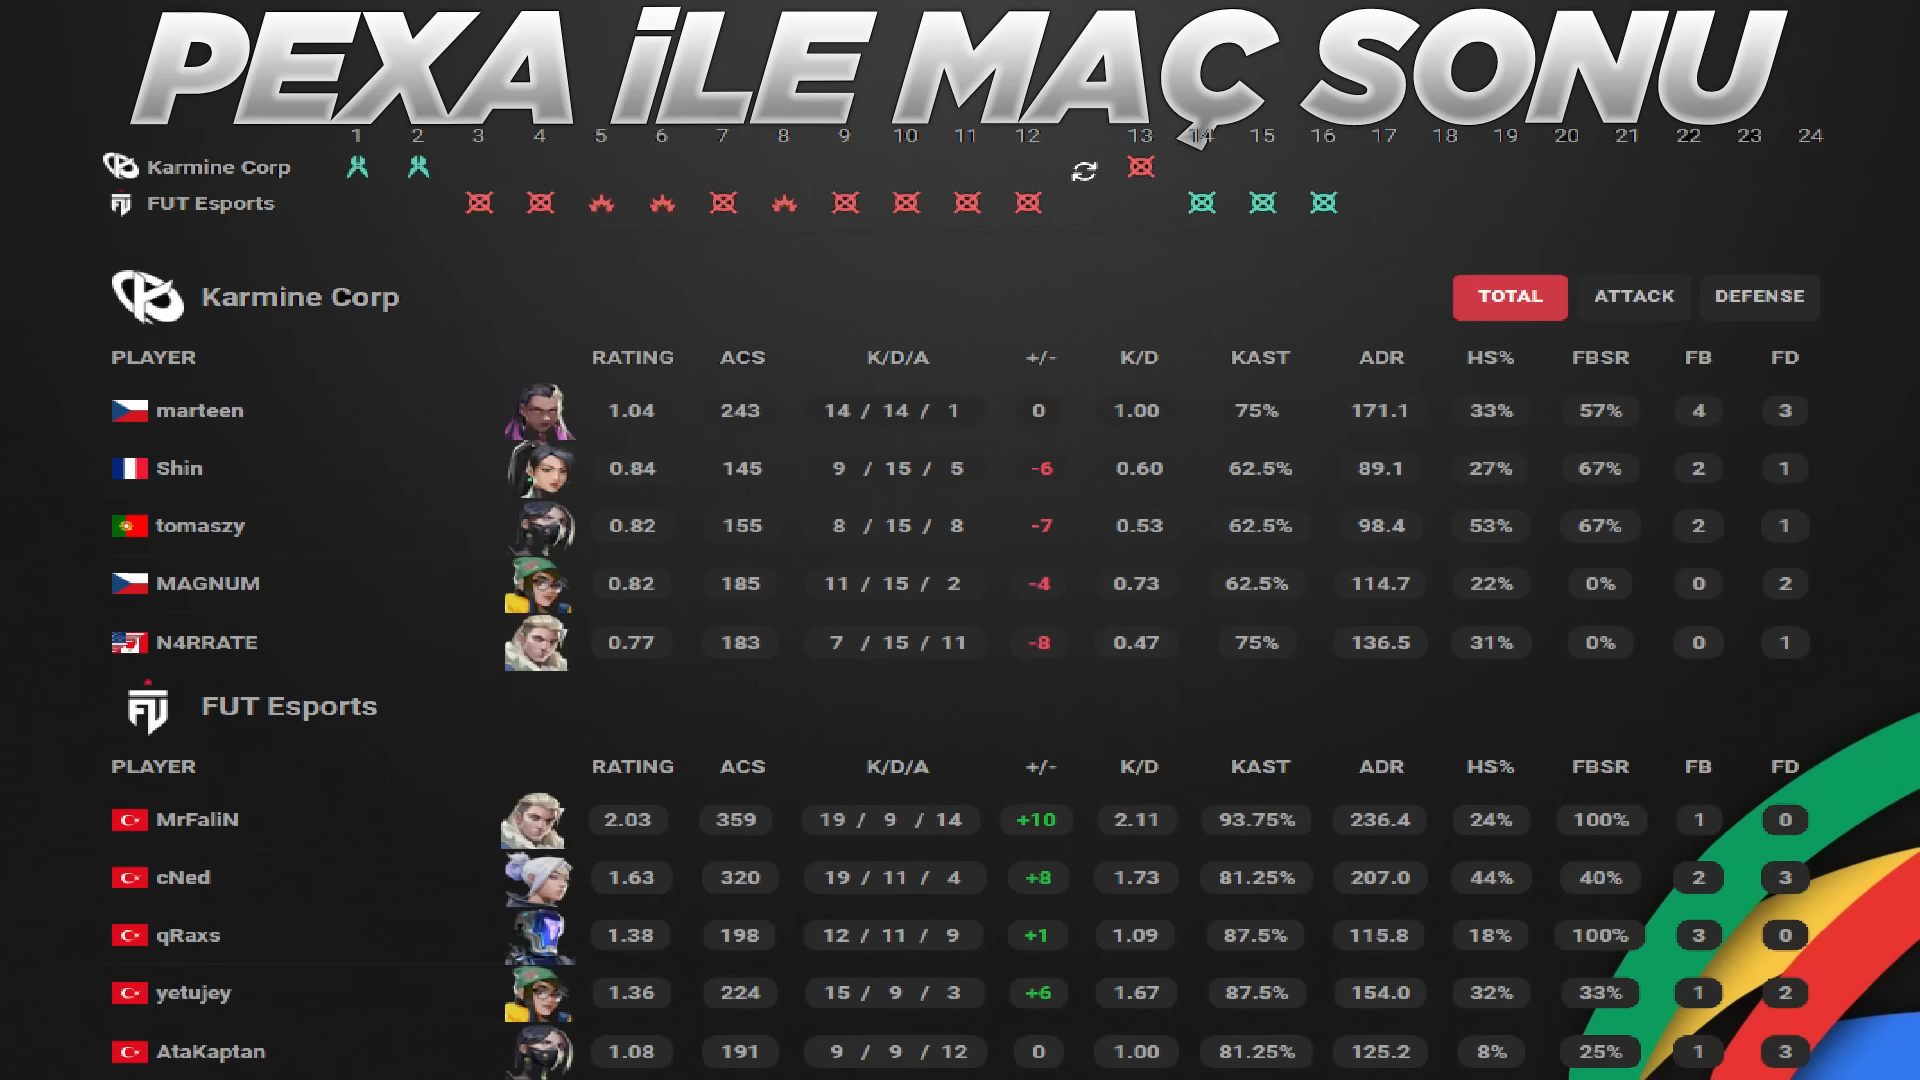 PEXA iLE MAÇ SONU
1 2 3 4 5 6 7 8 9 10 11 12 13 14 15 16 17 18 19 20 21 22 23 24
Karmine Corp
FUT Esports
Karmine Corp
TOTAL ATTACK DEFENSE
PLAYER RATING ACS K/D/A +/- K/D KAST ADR HS% FBSR FB FD
marteen 1.04 243 14 / 14 / 1 0 1.00 75% 171.1 33% 57% 4 3
Shin 0.84 145 9 / 15 / 5 -6 0.60 62.5% 89.1 27% 67% 2 1
tomaszy 0.82 155 8 / 15 / 8 -7 0.53 62.5% 98.4 53% 67% 2 1
MAGNUM 0.82 185 11 / 15 / 2 -4 0.73 62.5% 114.7 22% 0% 0 2
N4RRATE 0.77 183 7 / 15 / 11 -8 0.47 75% 136.5 31% 0% 0 1
FUT Esports
PLAYER RATING ACS K/D/A +/- K/D KAST ADR HS% FBSR FB FD
MrFaliN 2.03 359 19 / 9 / 14 +10 2.11 93.75% 236.4 24% 100% 1 0
cNed 1.63 320 19 / 11 / 4 +8 1.73 81.25% 207.0 44% 40% 2 3
qRaxs 1.38 198 12 / 11 / 9 +1 1.09 87.5% 115.8 18% 100% 3 0
yetujey 1.36 224 15 / 9 / 3 +6 1.67 87.5% 154.0 32% 33% 1 2
AtaKaptan 1.08 191 9 / 9 / 12 0 1.00 81.25% 125.2 8% 25% 1 3